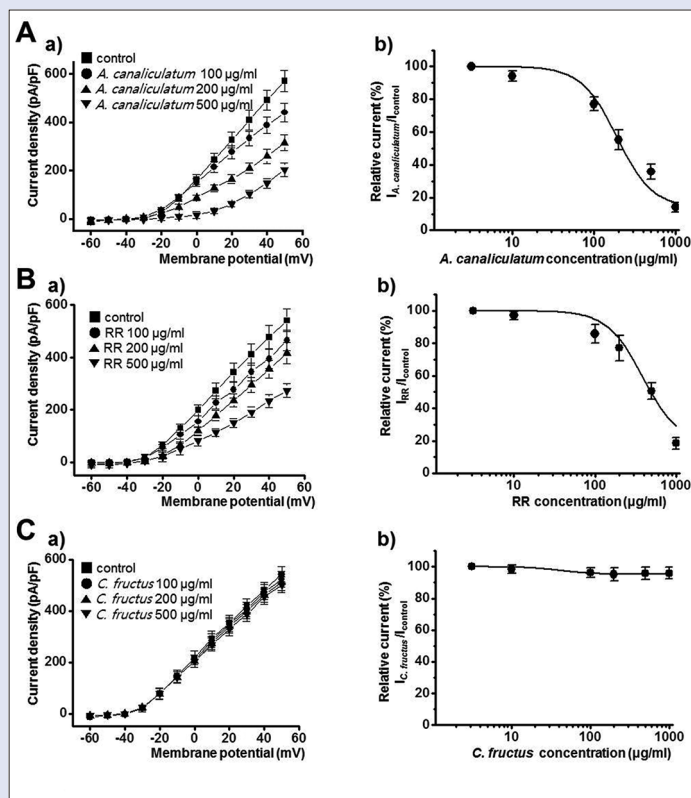 A
a)
control
A. canaliculatum 100 µg/ml
A. canaliculatum 200 µg/ml
A. canaliculatum 500 µg/ml
Current density (pA/pF)
600
400
200
0
-60 -40 -20 0 20 40 60
Membrane potential (mV)
b)
Relative current (%)
I A. canaliculatum/Icontrol
100
80
60
40
20
0
10 100 1000
A. canaliculatum concentration (µg/ml)
B
a)
control
RR 100 µg/ml
RR 200 µg/ml
RR 500 µg/ml
Current density (pA/pF)
600
400
200
0
-60 -40 -20 0 20 40 60
Membrane potential (mV)
b)
Relative current (%)
IRR/Icontrol
100
80
60
40
20
0
10 100 1000
RR concentration (µg/ml)
C
a)
control
C. fructus 100 µg/ml
C. fructus 200 µg/ml
C. fructus 500 µg/ml
Current density (pA/pF)
600
400
200
0
-60 -40 -20 0 20 40 60
Membrane potential (mV)
b)
Relative current (%)
I C. fructus/Icontrol
100
80
60
40
20
0
10 100 1000
C. fructus concentration (µg/ml)